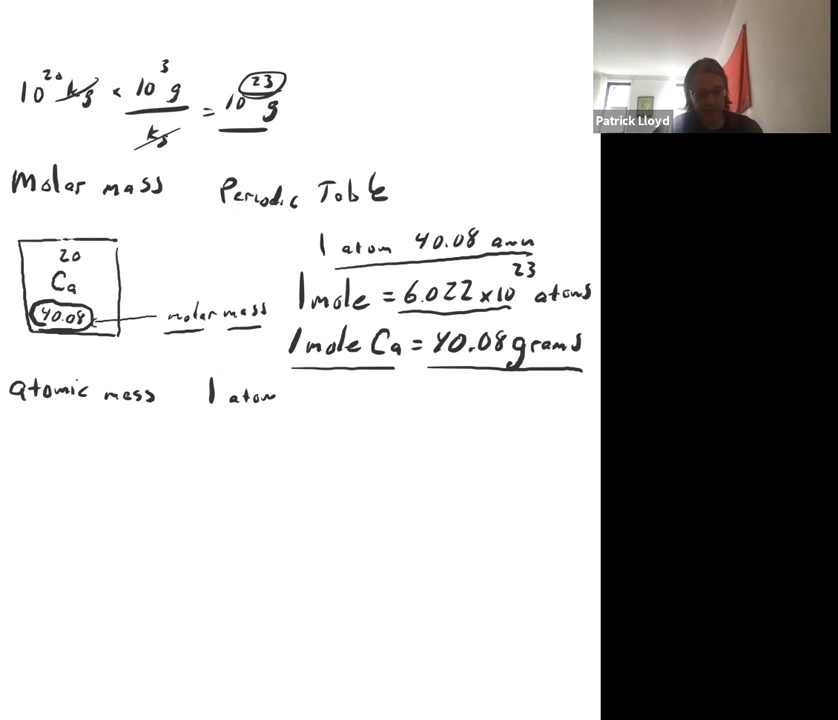 10^20 kg × 10^3 g / kg = 10^23 g
Patrick Lloyd
Molar mass Periodic Table
20
Ca
40.08
molar mass
1 atom 40.08 amu
1 mole = 6.022 x 10^23 atoms
1 mole Ca = 40.08 grams
atomic mass 1 atom